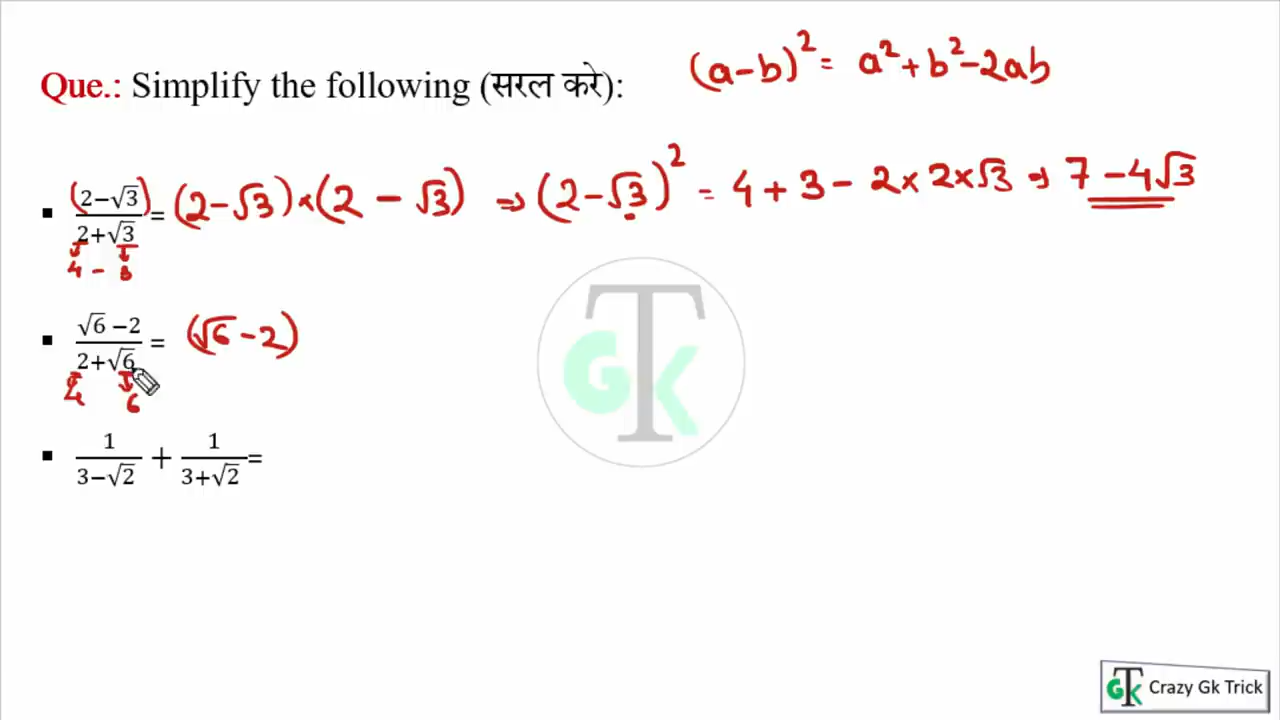 (a-b)² = a² + b² - 2ab
Que.: Simplify the following (सरल करे):
▪ (2−√3)/(2+√3) = (2-√3)×(2-√3) ⇒ (2-√3)² = 4 + 3 - 2×2×√3 ⇒ 7 - 4√3
4 - 3
▪ (√6 −2)/(2+√6) = (√6 - 2)
4 6
▪ 1/(3−√2) + 1/(3+√2) =
TGK
TGK Crazy Gk Trick